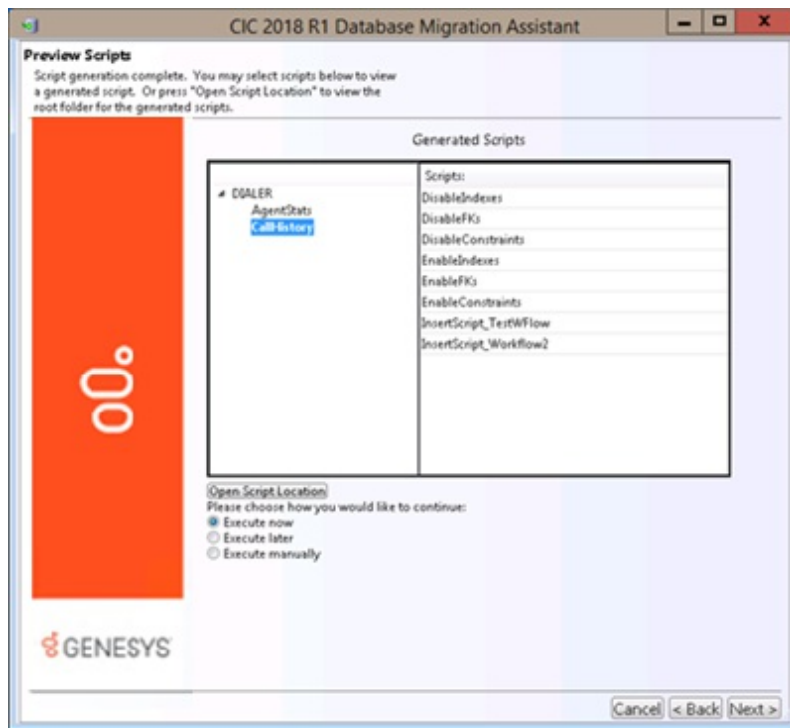 CIC 2018 R1 Database Migration Assistant
Preview Scripts
Script generation complete. You may select scripts below to view
a generated script. Or press "Open Script Location" to view the
root folder for the generated scripts.
Generated Scripts
DIALER
AgentStats
CallHistory
Scripts:
DisableIndexes
DisableFKs
DisableConstraints
EnableIndexes
EnableFKs
EnableConstraints
InsertScript_TestWFlow
InsertScript_Workflow2
Open Script Location
Please choose how you would like to continue:
Execute now
Execute later
Execute manually
GENESYS
Cancel < Back Next >